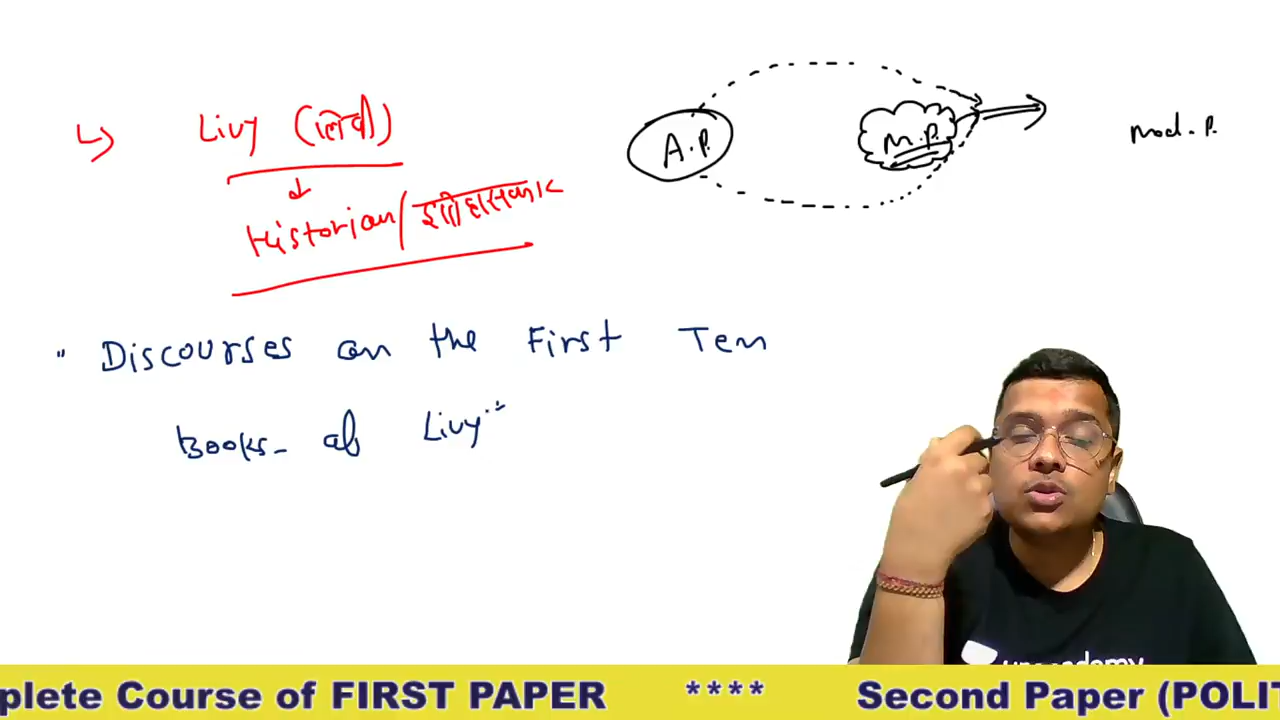 ↳ Livy (लिवी)
Historian/इतिहासकार
" Discourses on the First Ten
Books of Livy"
A.P.
M.P.
mod. P.
unacademy
plete Course of FIRST PAPER **** Second Paper (POLIT